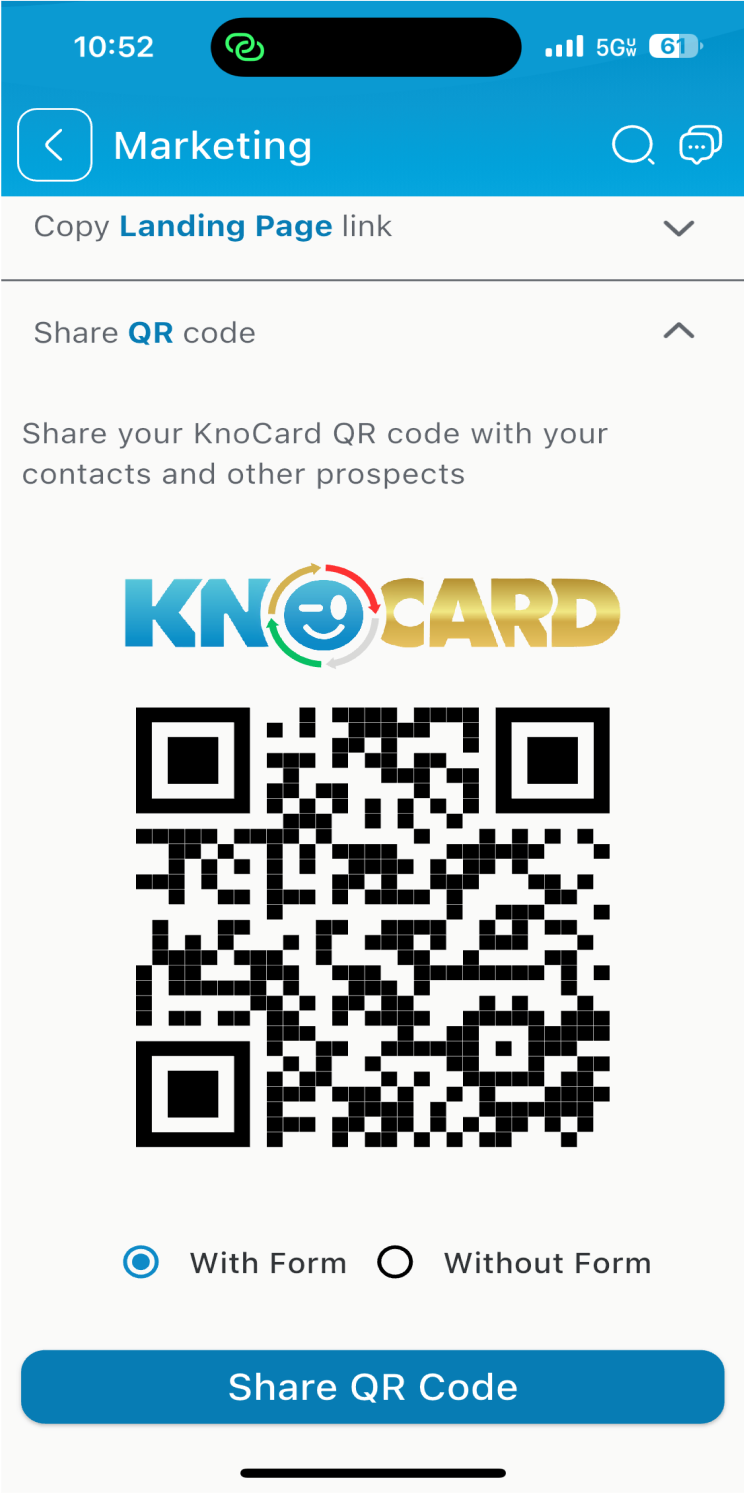 10:52
5GUW
61
Marketing
Copy Landing Page link
Share QR code
Share your KnoCard QR code with your
contacts and other prospects
KNOCARD
With Form
Without Form
Share QR Code